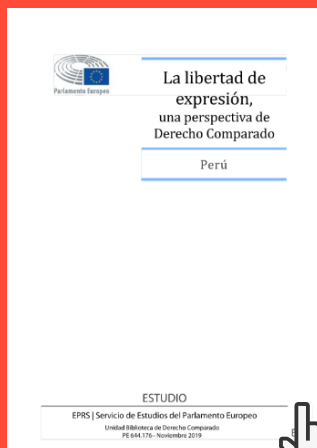 Parlamento Europeo
La libertad de
expresión,
una perspectiva de
Derecho Comparado
Perú
ESTUDIO
EPRS | Servicio de Estudios del Parlamento Europeo
Unidad Biblioteca de Derecho Comparado
PE 644.176 - Noviembre 2019